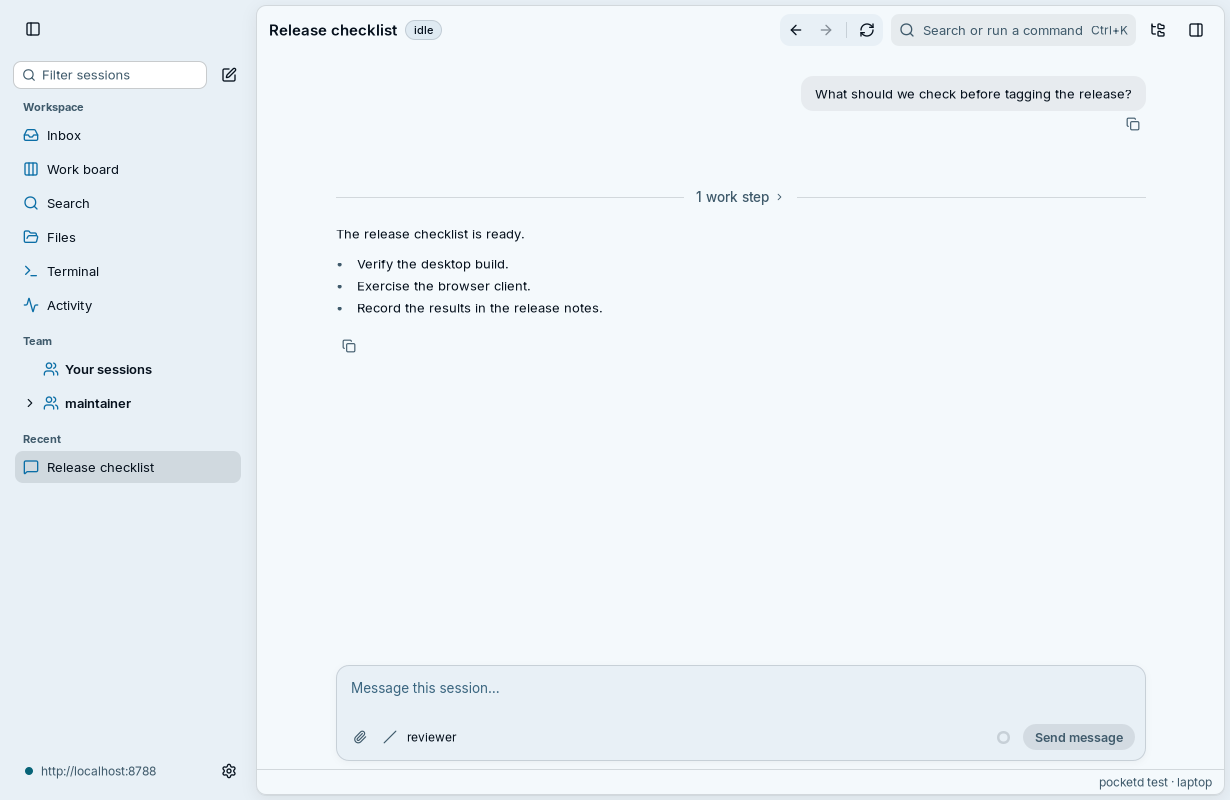 Release checklist
idle
Search or run a command Ctrl+K
Filter sessions
Workspace
Inbox
Work board
Search
Files
Terminal
Activity
Team
Your sessions
maintainer
Recent
Release checklist
http://localhost:8788
What should we check before tagging the release?
1 work step
The release checklist is ready.
• Verify the desktop build.
• Exercise the browser client.
• Record the results in the release notes.
Message this session...
reviewer
Send message
pocketd test · laptop